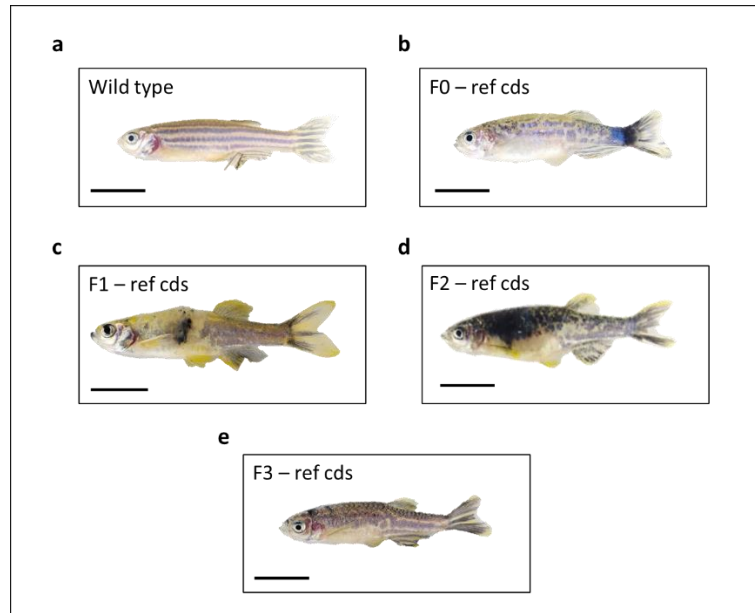 a
Wild type
b
F0 – ref cds
c
F1 – ref cds
d
F2 – ref cds
e
F3 – ref cds